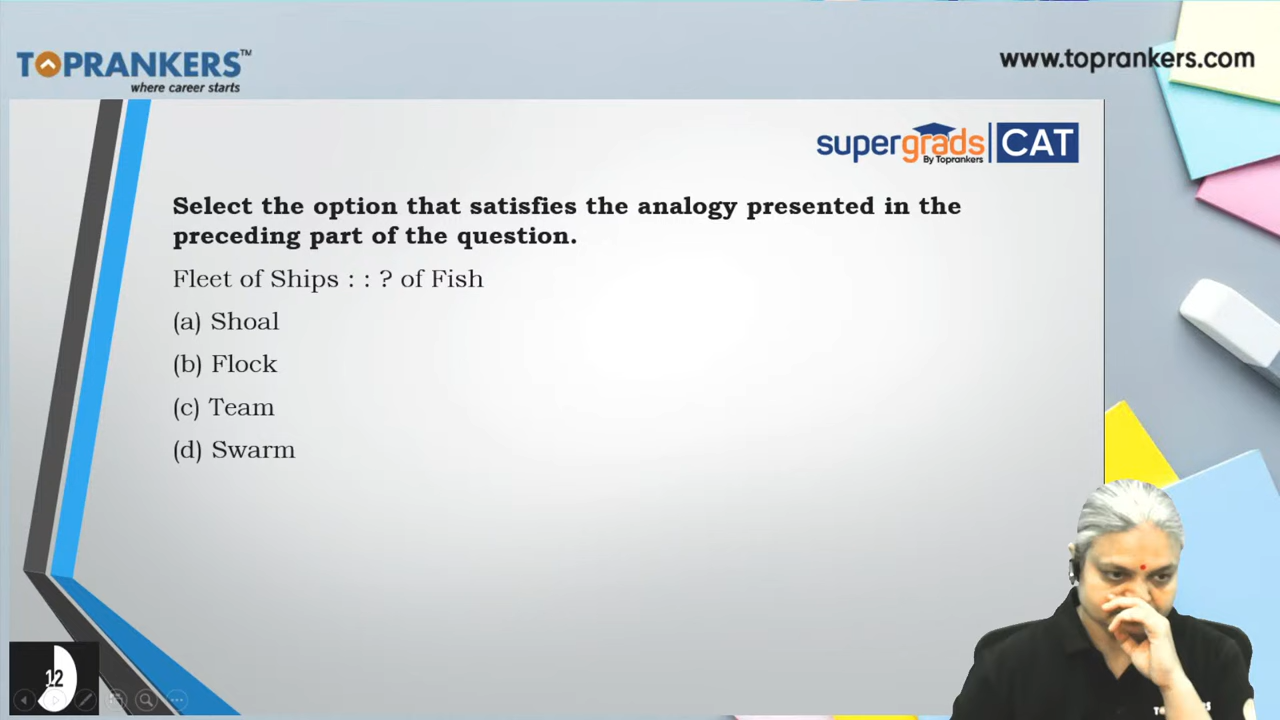 TOPRANKERS™
where career starts
www.toprankers.com
supergrads | CAT
By Toprankers
Select the option that satisfies the analogy presented in the
preceding part of the question.
Fleet of Ships : : ? of Fish
(a) Shoal
(b) Flock
(c) Team
(d) Swarm
12